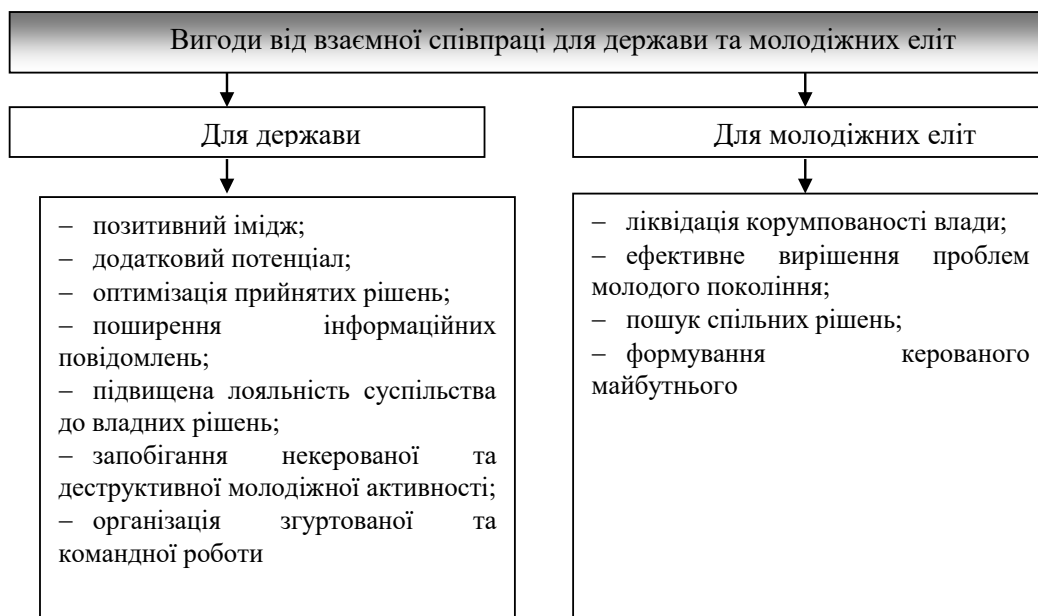 Вигоди від взаємної співпраці для держави та молодіжних еліт
Для держави
– позитивний імідж;
– додатковий потенціал;
– оптимізація прийнятих рішень;
– поширення інформаційних
повідомлень;
– підвищена лояльність суспільства
до владних рішень;
– запобігання некерованої та
деструктивної молодіжної активності;
– організація згуртованої та
командної роботи
Для молодіжних еліт
– ліквідація корумпованості влади;
– ефективне вирішення проблем
молодого покоління;
– пошук спільних рішень;
– формування керованого
майбутнього